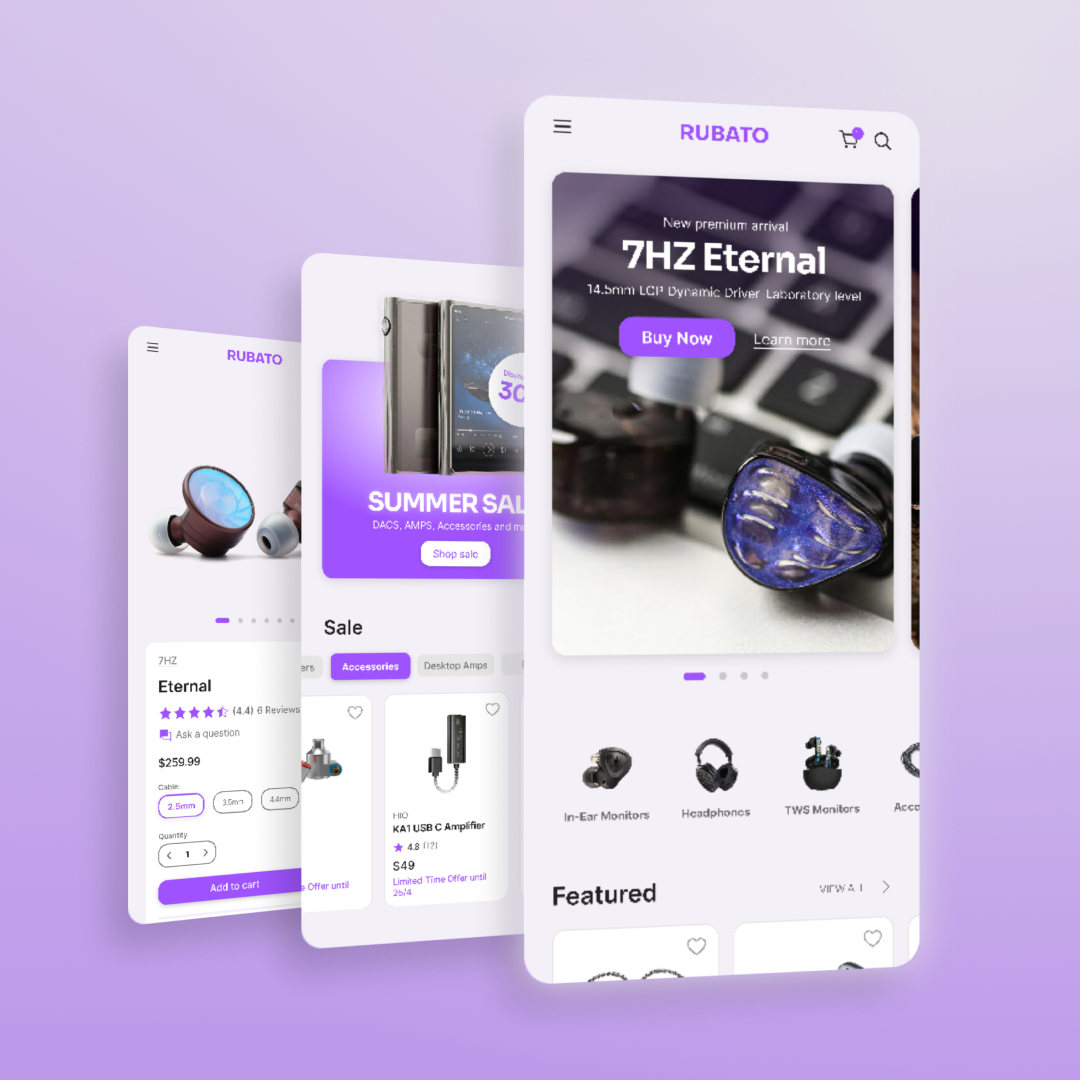 RUBATO
7HZ
Eternal
(4.4) 6 Reviews
Ask a question
$259.99
Cable:
2.5mm
3.5mm
4.4mm
Quantity
1
Add to cart
30
SUMMER SAL
DACS, AMPS, Accessories and mo
Shop sale
Sale
ers
Accessories
Desktop Amps
e Offer until
HIO
KA1 USB C Amplifier
4.8 (12)
$49
Limited Time Offer until
25/4
RUBATO
New premium arrival
7HZ Eternal
14.5mm LCP Dynamic Driver Laboratory level
Buy Now
Learn more
In-Ear Monitors
Headphones
TWS Monitors
Acce
Featured
VIEW ALL